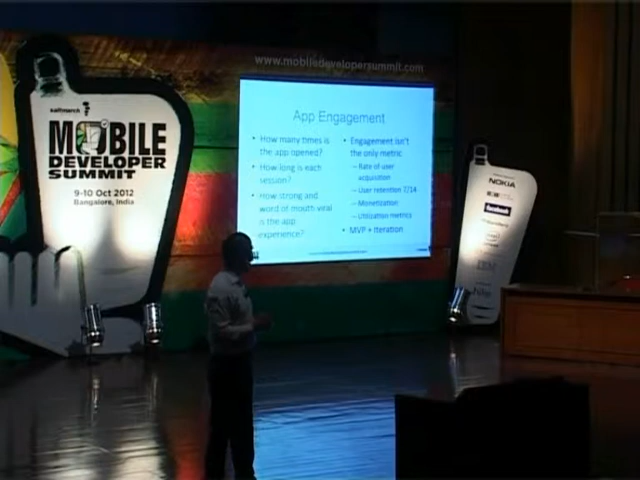 www.mobiledevelopersummit.com
saltmarch
MOBILE
DEVELOPER
SUMMIT
9-10 Oct 2012
Bangalore, India
App Engagement
• How many times is
the app opened?
• How long is each
session?
• How strong and
word of mouth viral
is the app
experience?
• Engagement isn't
the only metric
– Rate of user
acquisition
– User retention 7/14
– Monetization
– Utilization metrics
• MVP + Iteration
NOKIA
facebook